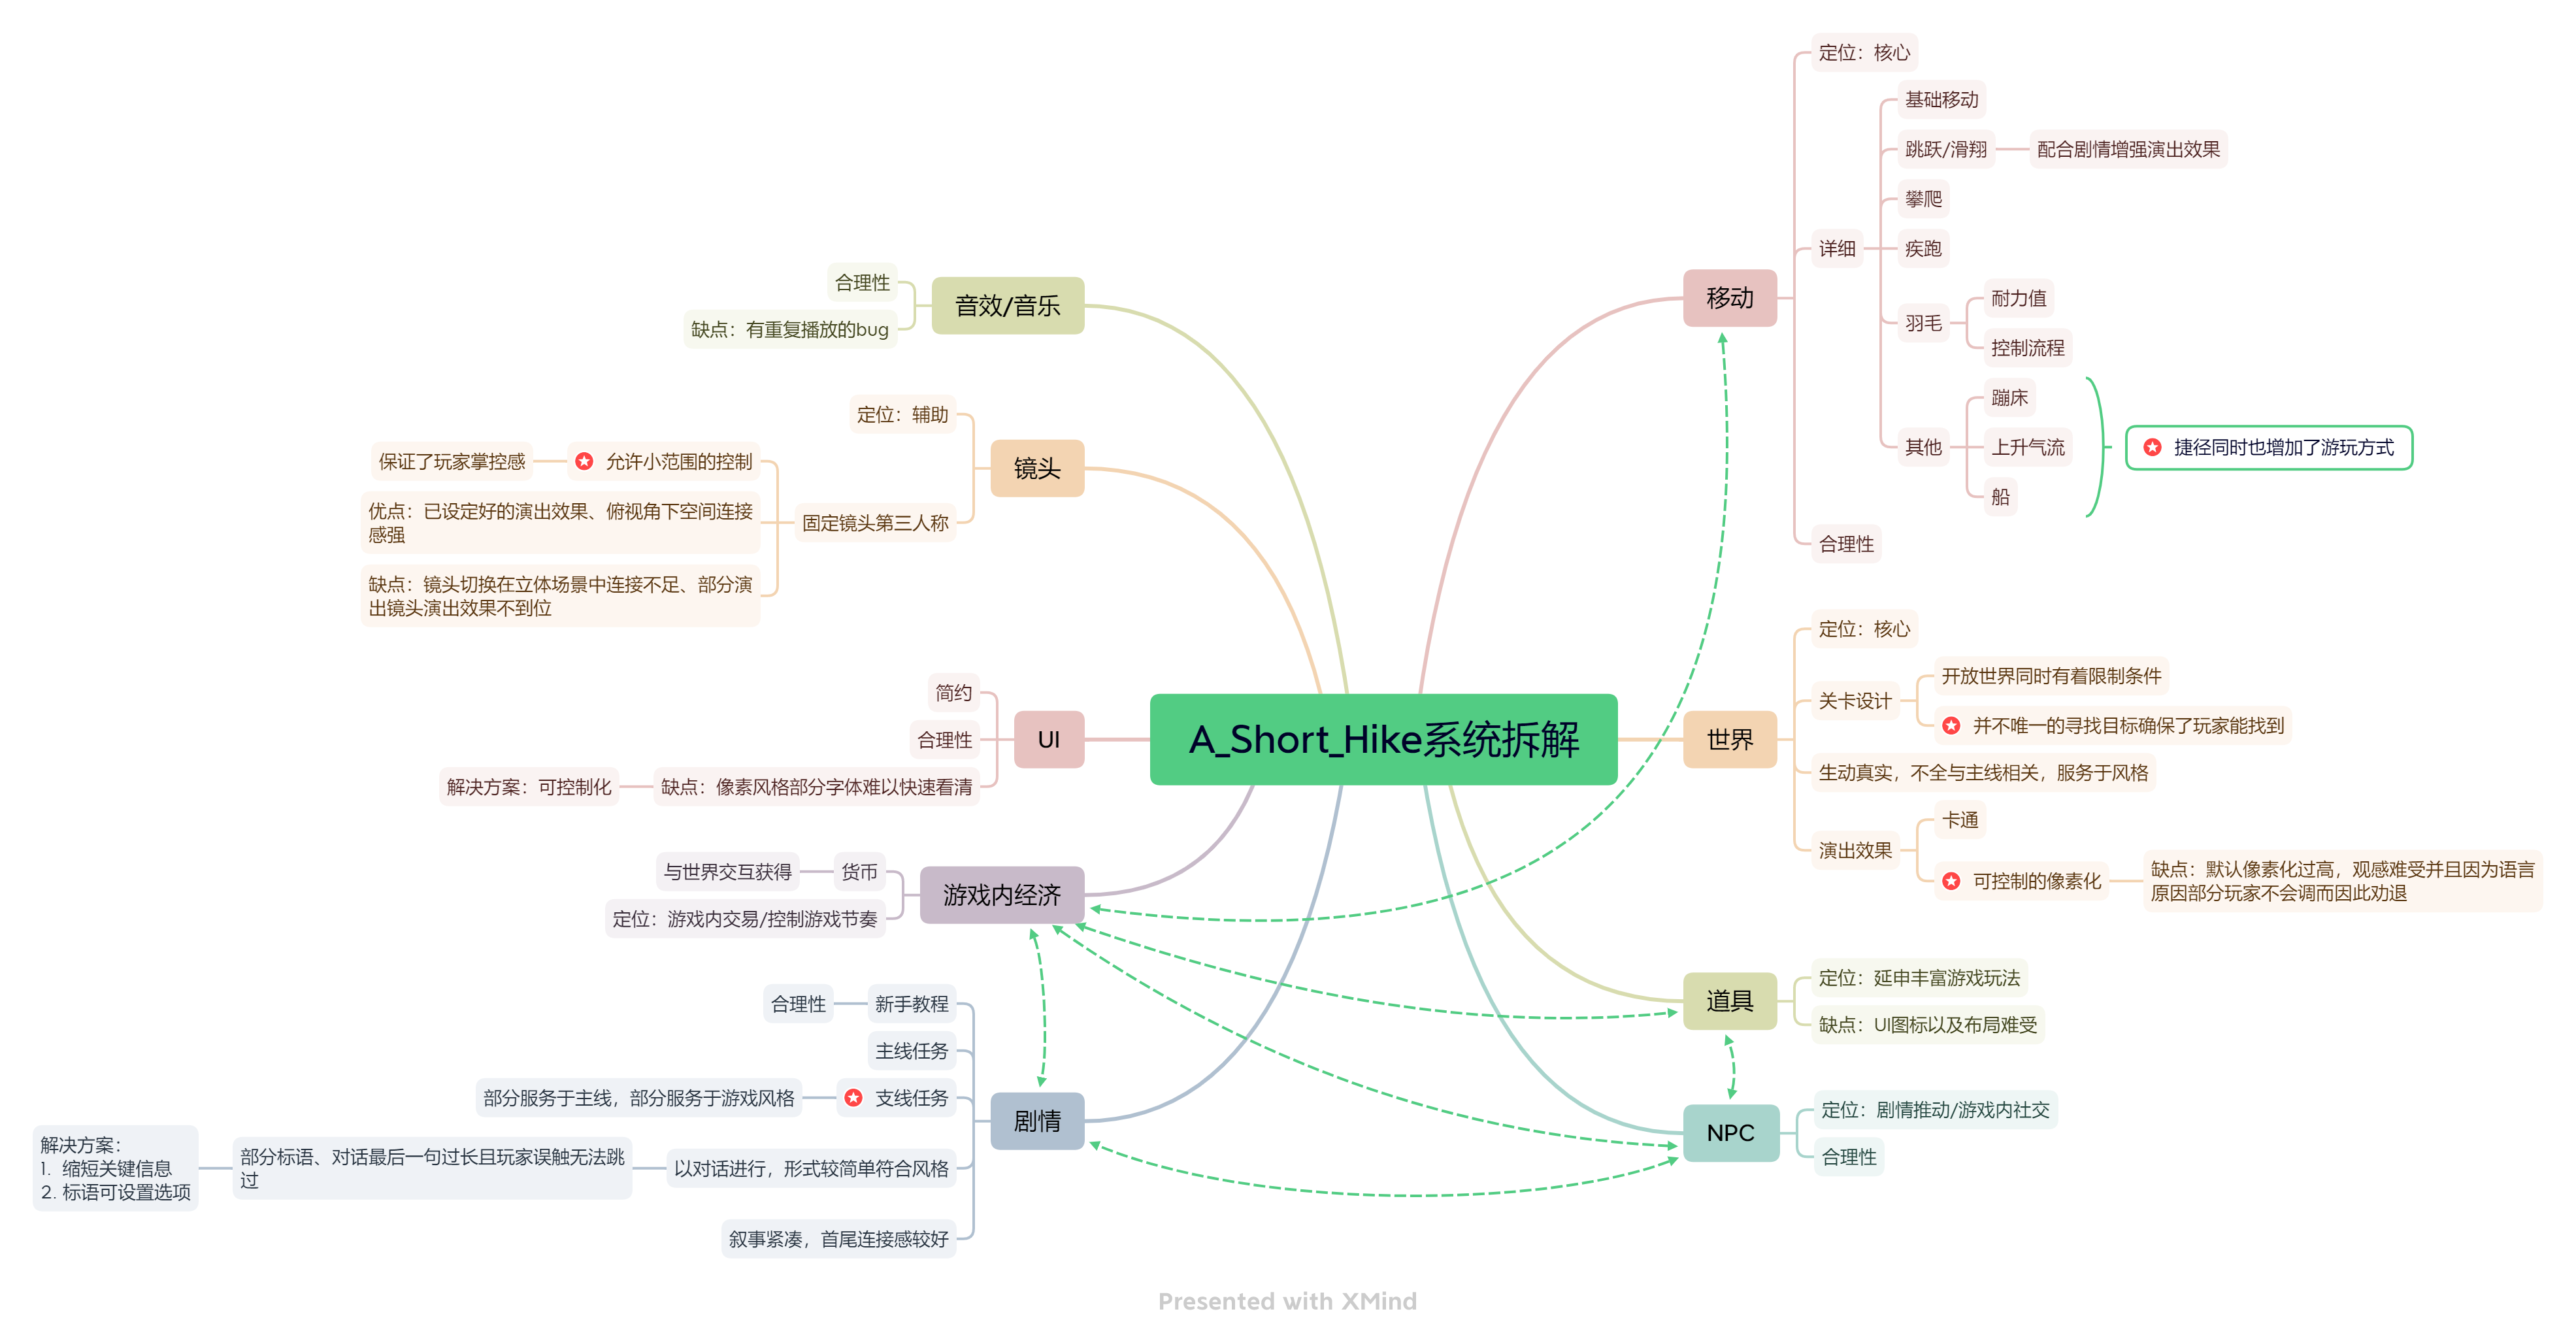 A_Short_Hike系统拆解
移动
定位：核心
详细
基础移动
跳跃/滑翔
配合剧情增强演出效果
攀爬
疾跑
羽毛
耐力值
控制流程
其他
蹦床
上升气流
船
捷径同时也增加了游玩方式
合理性
世界
定位：核心
关卡设计
开放世界同时有着限制条件
并不唯一的寻找目标确保了玩家能找到
生动真实，不全与主线相关，服务于风格
演出效果
卡通
可控制的像素化
缺点：默认像素化过高，观感难受并且因为语言
原因部分玩家不会调而因此劝退
道具
定位：延申丰富游戏玩法
缺点：UI图标以及布局难受
NPC
定位：剧情推动/游戏内社交
合理性
音效/音乐
合理性
缺点：有重复播放的bug
镜头
定位：辅助
固定镜头第三人称
允许小范围的控制
保证了玩家掌控感
优点：已设定好的演出效果、俯视角下空间连接
感强
缺点：镜头切换在立体场景中连接不足、部分演
出镜头演出效果不到位
UI
简约
合理性
缺点：像素风格部分字体难以快速看清
解决方案：可控制化
游戏内经济
货币
与世界交互获得
定位：游戏内交易/控制游戏节奏
剧情
新手教程
合理性
主线任务
支线任务
部分服务于主线，部分服务于游戏风格
以对话进行，形式较简单符合风格
部分标语、对话最后一句过长且玩家误触无法跳
过
解决方案：
1. 缩短关键信息
2. 标语可设置选项
叙事紧凑，首尾连接感较好
Presented with XMind